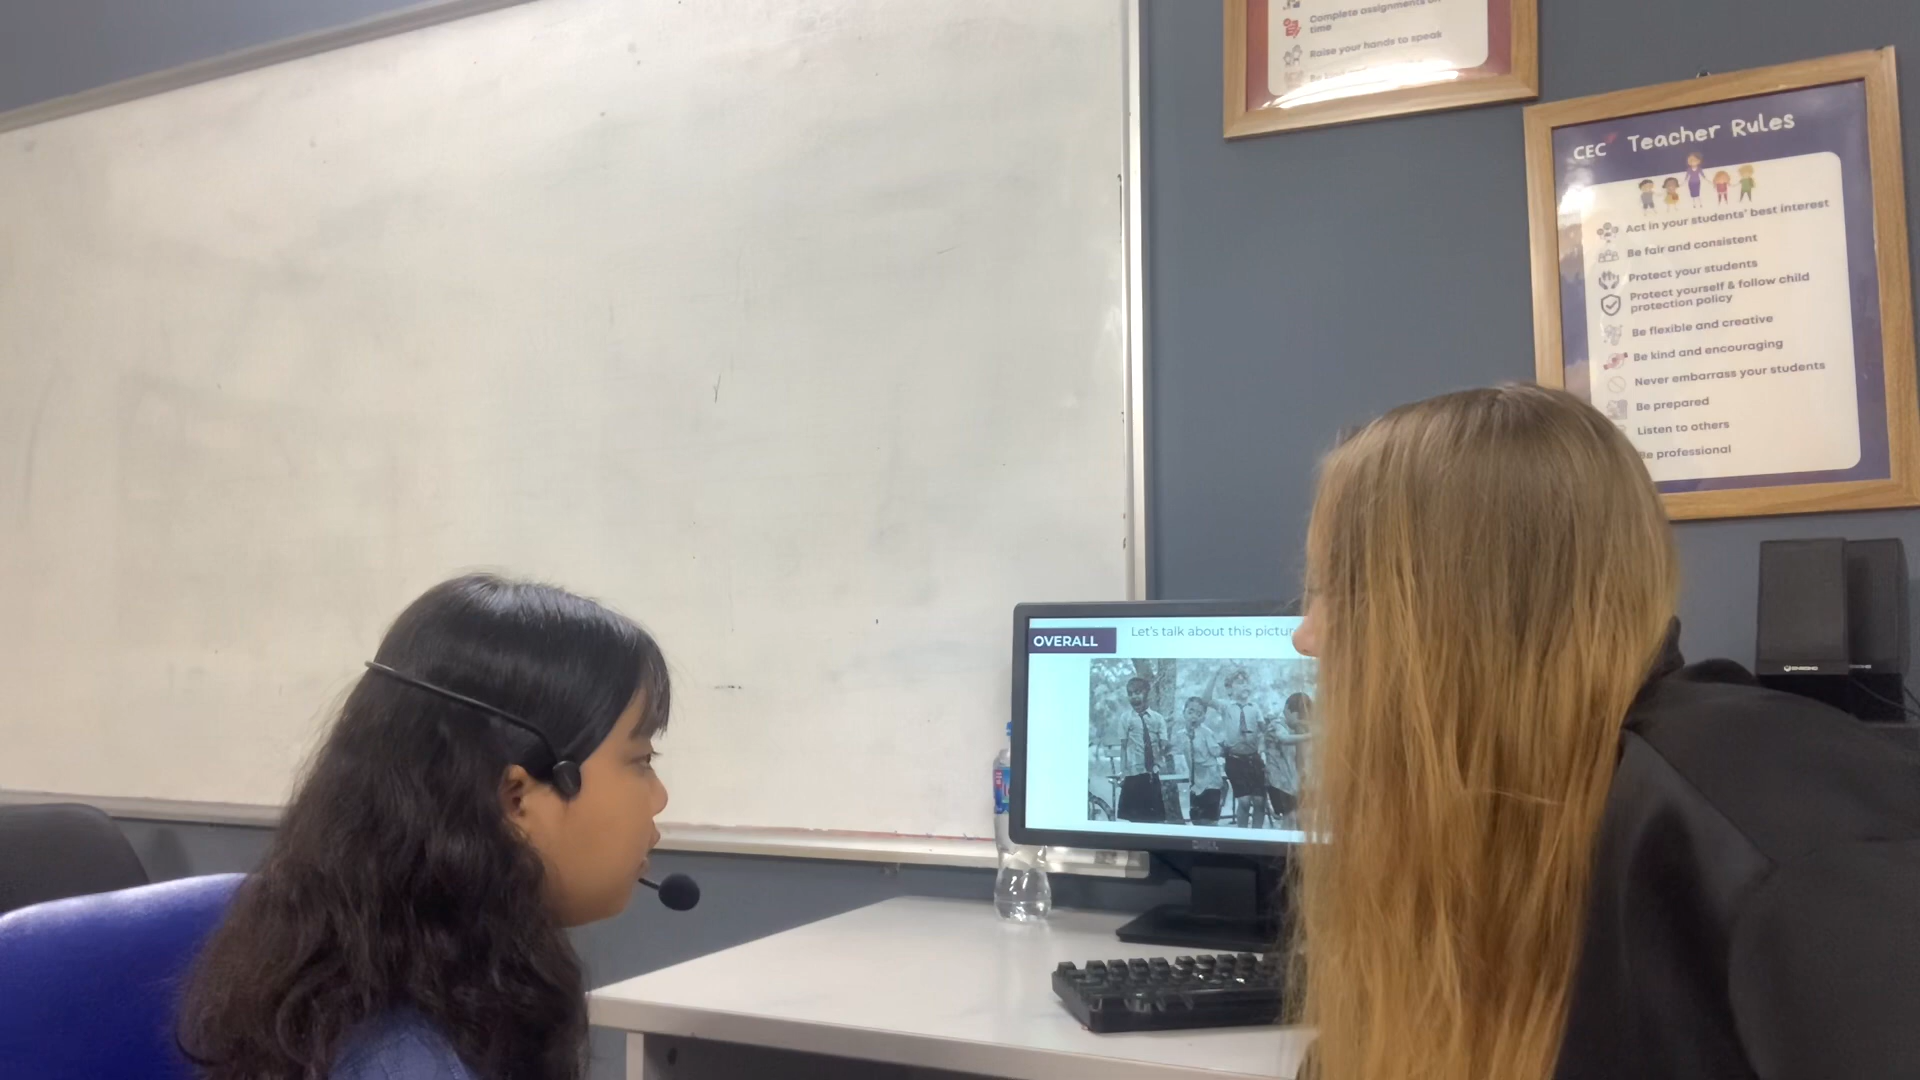 Complete assignments on
time
Raise your hands to speak
CEC Teacher Rules
Act in your students' best interest
Be fair and consistent
Protect your students
Protect yourself & follow child
protection policy
Be flexible and creative
Be kind and encouraging
Never embarrass your students
Be prepared
Listen to others
Be professional
OVERALL
Let's talk about this
DELL